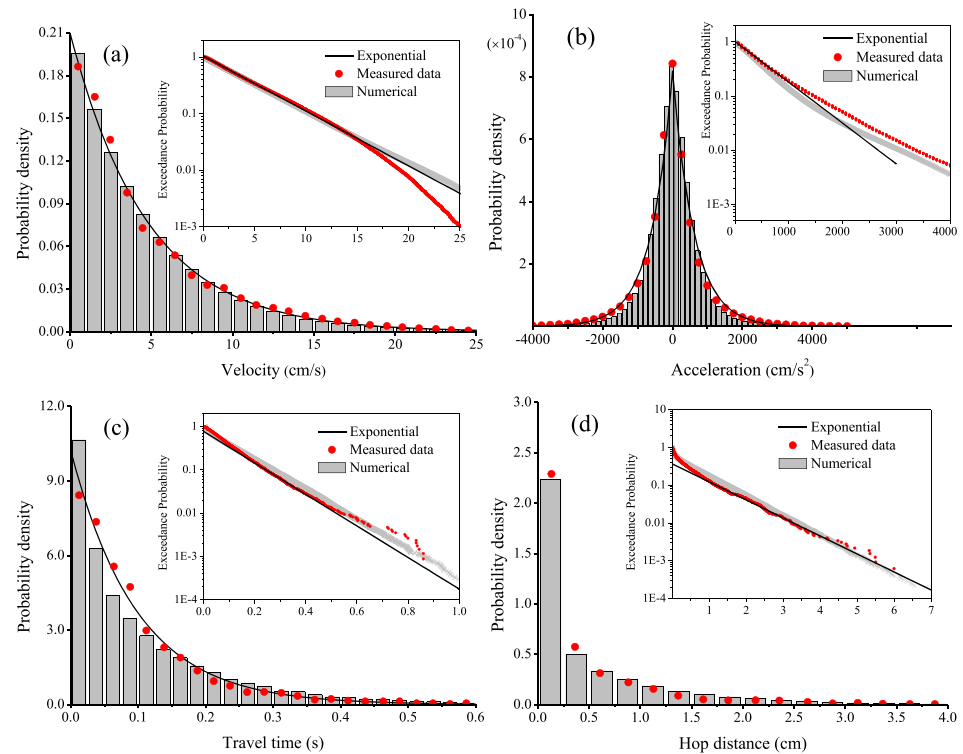 (a)
0.21
0.18
0.15
0.12
0.09
0.06
0.03
0.00
Probability density
0
5
10
15
20
25
Velocity (cm/s)
Exponential
Measured data
Numerical
Exceedance Probability
1
0.1
0.01
1E-3
0
5
10
15
20
25
(b)
10
(×10⁻⁴)
8
6
4
2
Probability density
-4000
-2000
0
2000
4000
Acceleration (cm/s²)
Exponential
Measured data
Numerical
Exceedance Probability
1
0.1
0.01
1E-3
0
1000
2000
3000
4000
(c)
12.0
9.0
6.0
3.0
0.0
Probability density
0.0
0.1
0.2
0.3
0.4
0.5
0.6
Travel time (s)
Exponential
Measured data
Numerical
Exceedance Probability
1
0.1
0.01
1E-3
1E-4
0.0
0.2
0.4
0.6
0.8
1.0
(d)
3.0
2.5
2.0
1.5
1.0
0.5
0.0
Probability density
0.0
0.5
1.0
1.5
2.0
2.5
3.0
3.5
4.0
Hop distance (cm)
Exponential
Measured data
Numerical
Exceedance Probability
10
1
0.1
0.01
1E-3
1E-4
1
2
3
4
5
6
7